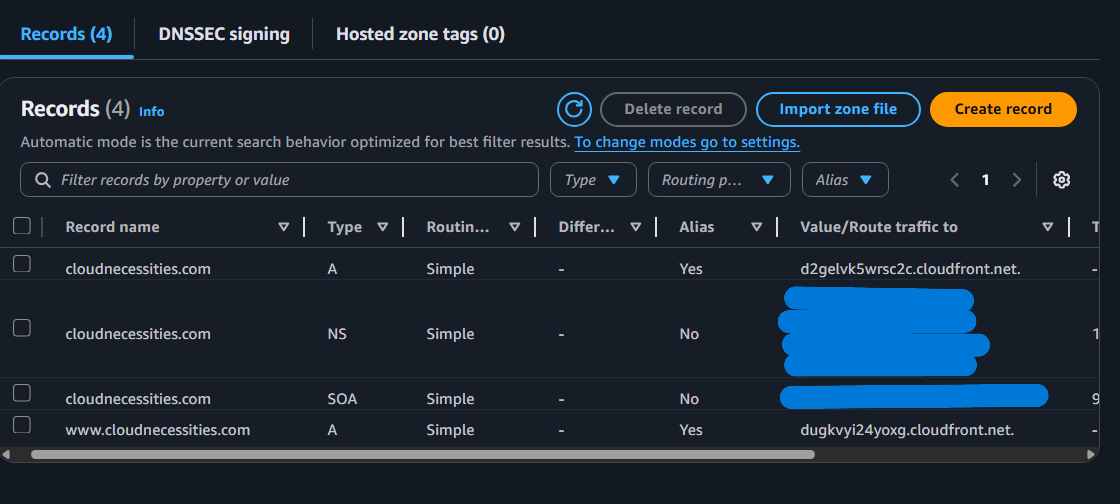 Records (4) DNSSEC signing Hosted zone tags (0)
Records (4) Info Delete record Import zone file Create record
Automatic mode is the current search behavior optimized for best filter results. To change modes go to settings.
Filter records by property or value Type Routing p... Alias 1
Record name Type Routin... Differ... Alias Value/Route traffic to T
cloudnecessities.com A Simple - Yes d2gelvk5wrsc2c.cloudfront.net. -
cloudnecessities.com NS Simple - No 1
cloudnecessities.com SOA Simple - No 9
www.cloudnecessities.com A Simple - Yes dugkvyi24yoxg.cloudfront.net. -